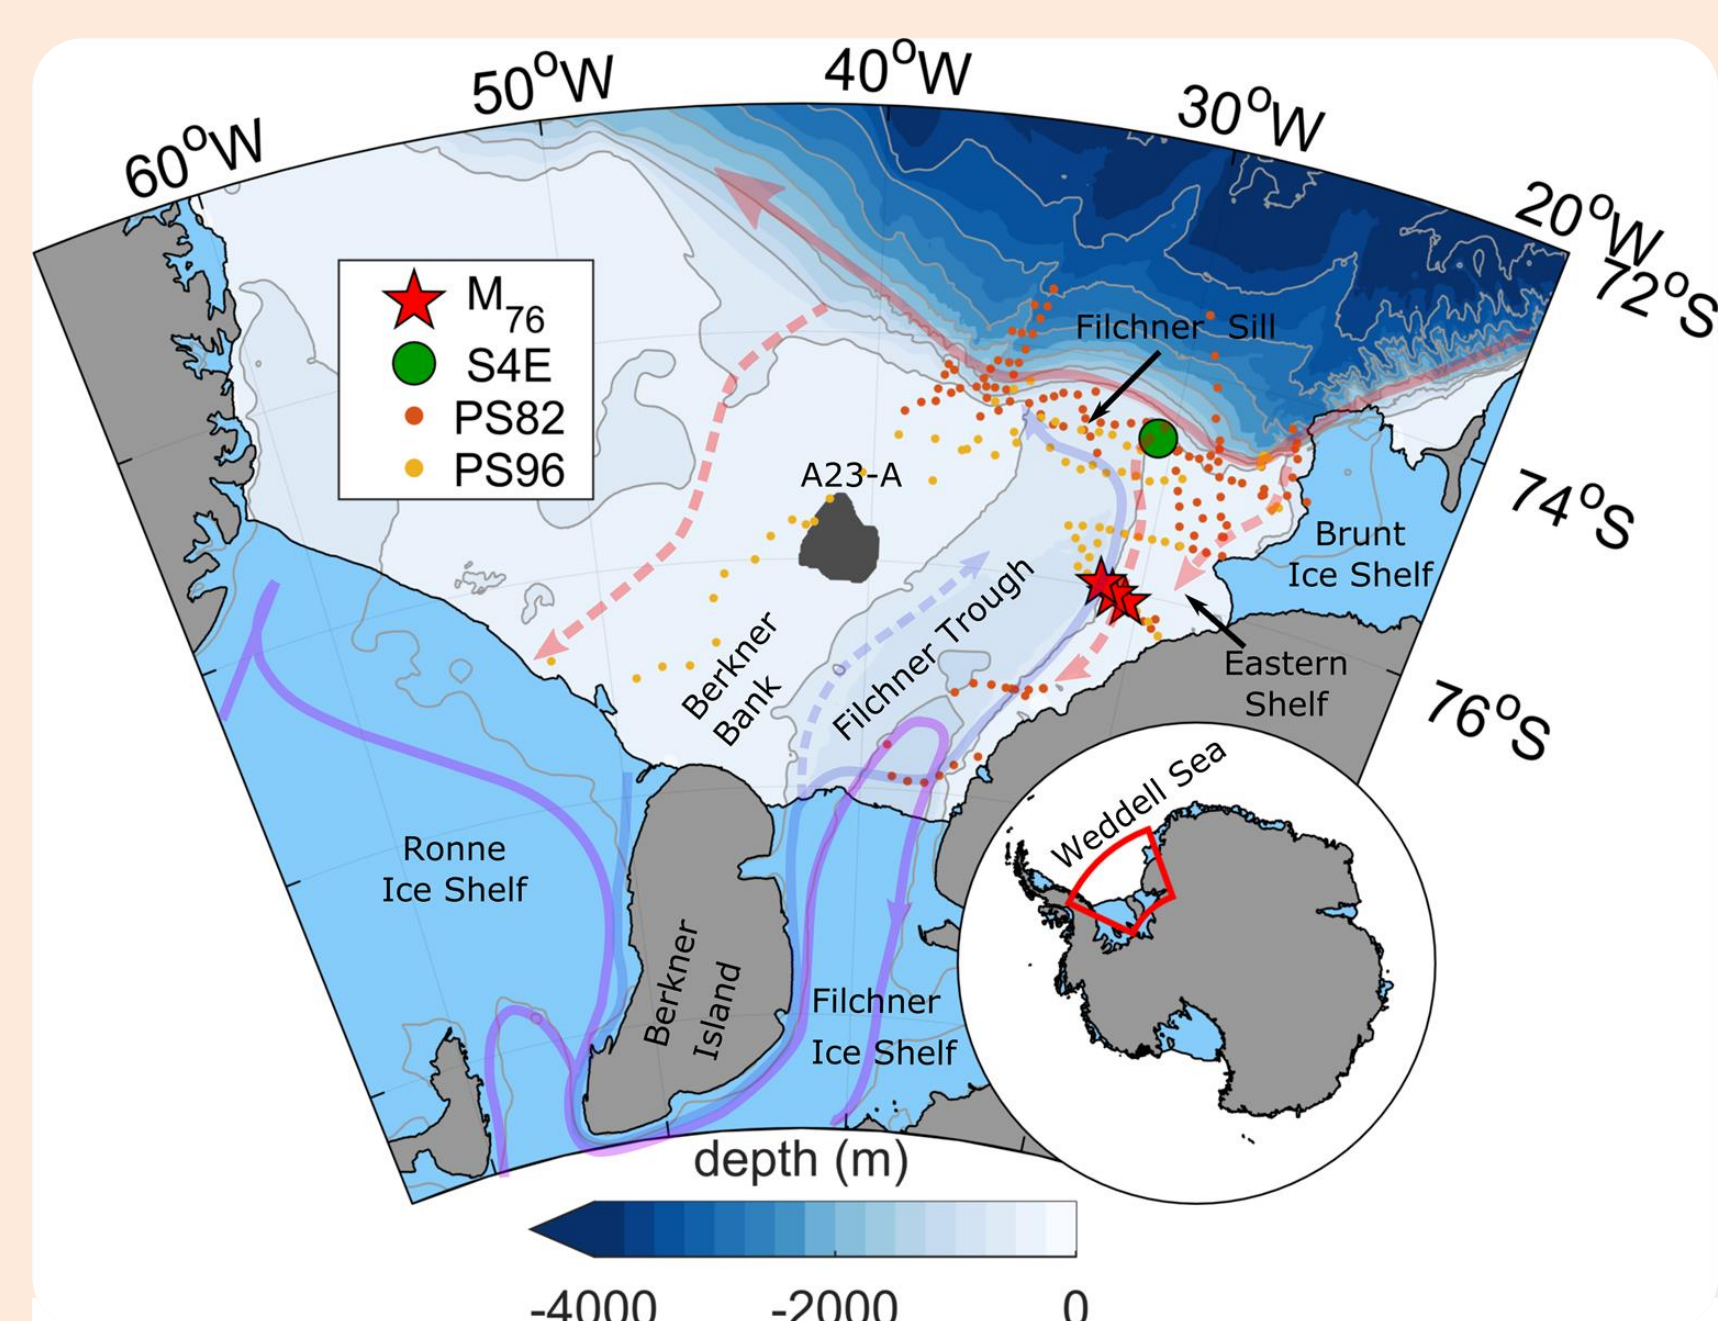 60°W
50°W
40°W
30°W
20°W
72°S
74°S
76°S
M76
S4E
PS82
PS96
Filchner Sill
A23-A
Brunt
Ice Shelf
Eastern
Shelf
Berkner
Bank
Filchner Trough
Weddell Sea
Ronne
Ice Shelf
Berkner
Island
Filchner
Ice Shelf
depth (m)
-4000
-2000
0